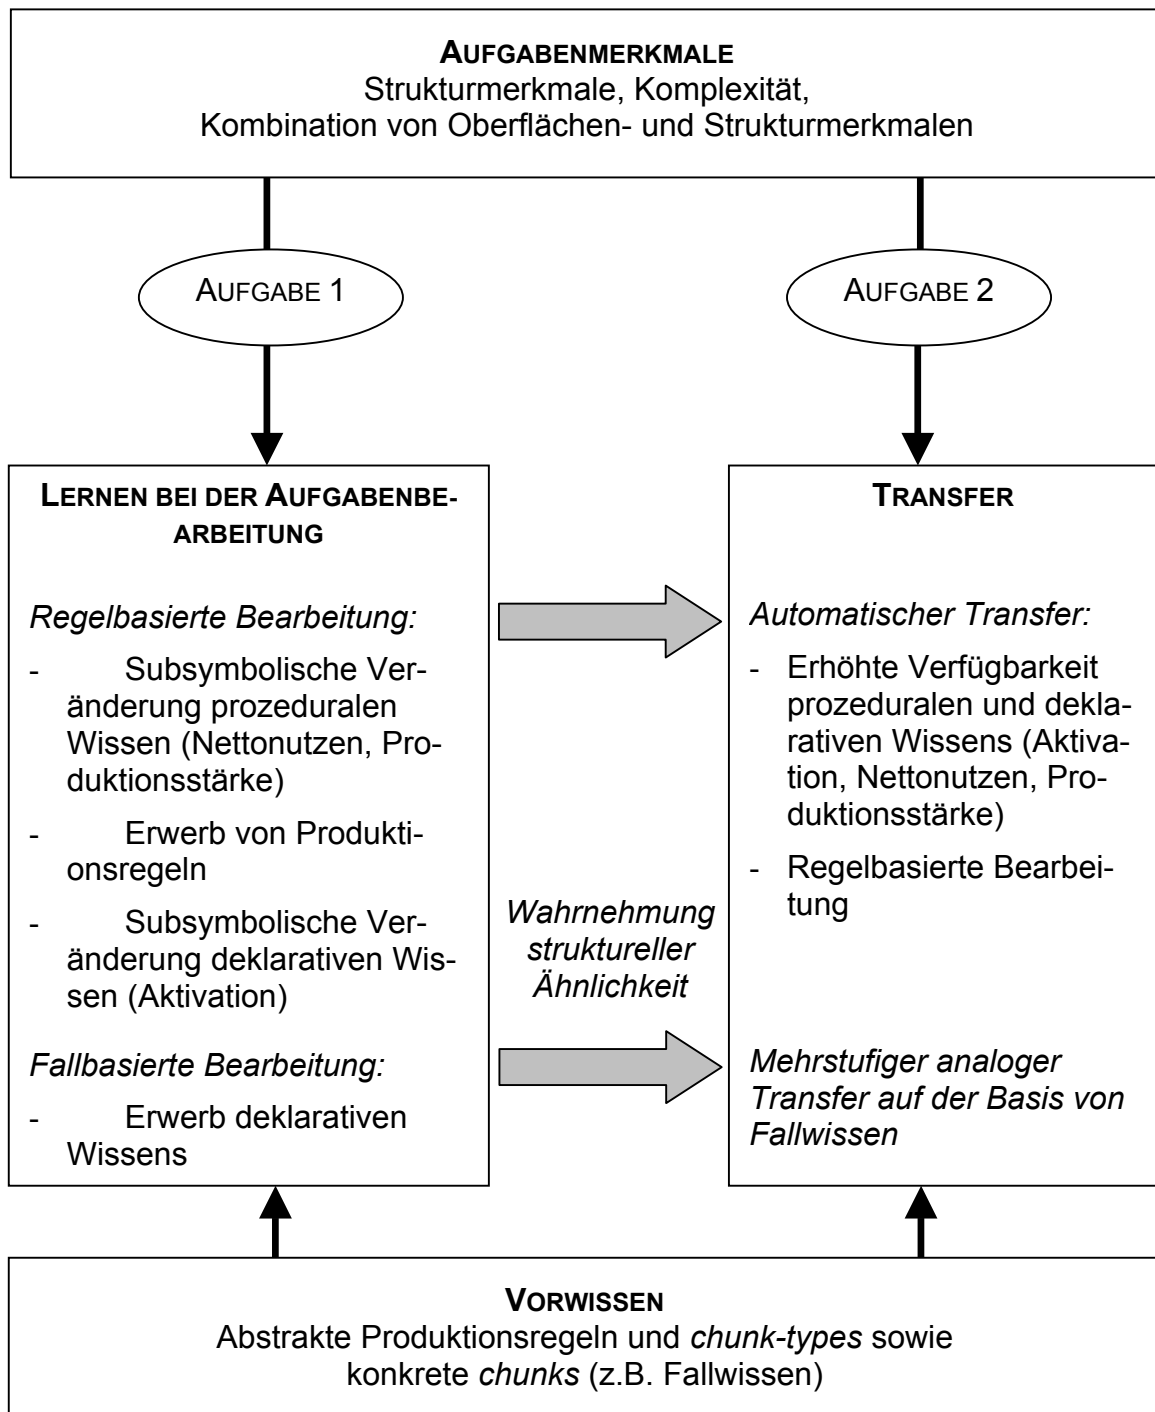 AUFGABENMERKMALE
Strukturmerkmale, Komplexität,
Kombination von Oberflächen- und Strukturmerkmalen
AUFGABE 1
AUFGABE 2
LERNEN BEI DER AUFGABENBE-
ARBEITUNG
Regelbasierte Bearbeitung:
- Subsymbolische Ver-
änderung prozeduralen
Wissen (Nettonutzen, Pro-
duktionsstärke)
- Erwerb von Produkti-
onsregeln
- Subsymbolische Ver-
änderung deklarativen Wis-
sen (Aktivation)
Fallbasierte Bearbeitung:
- Erwerb deklarativen
Wissens
Wahrnehmung
struktureller
Ähnlichkeit
TRANSFER
Automatischer Transfer:
- Erhöhte Verfügbarkeit
prozeduralen und dekla-
rativen Wissens (Aktiva-
tion, Nettonutzen, Pro-
duktionsstärke)
- Regelbasierte Bearbei-
tung
Mehrstufiger analoger
Transfer auf der Basis von
Fallwissen
VORWISSEN
Abstrakte Produktionsregeln und chunk-types sowie
konkrete chunks (z.B. Fallwissen)